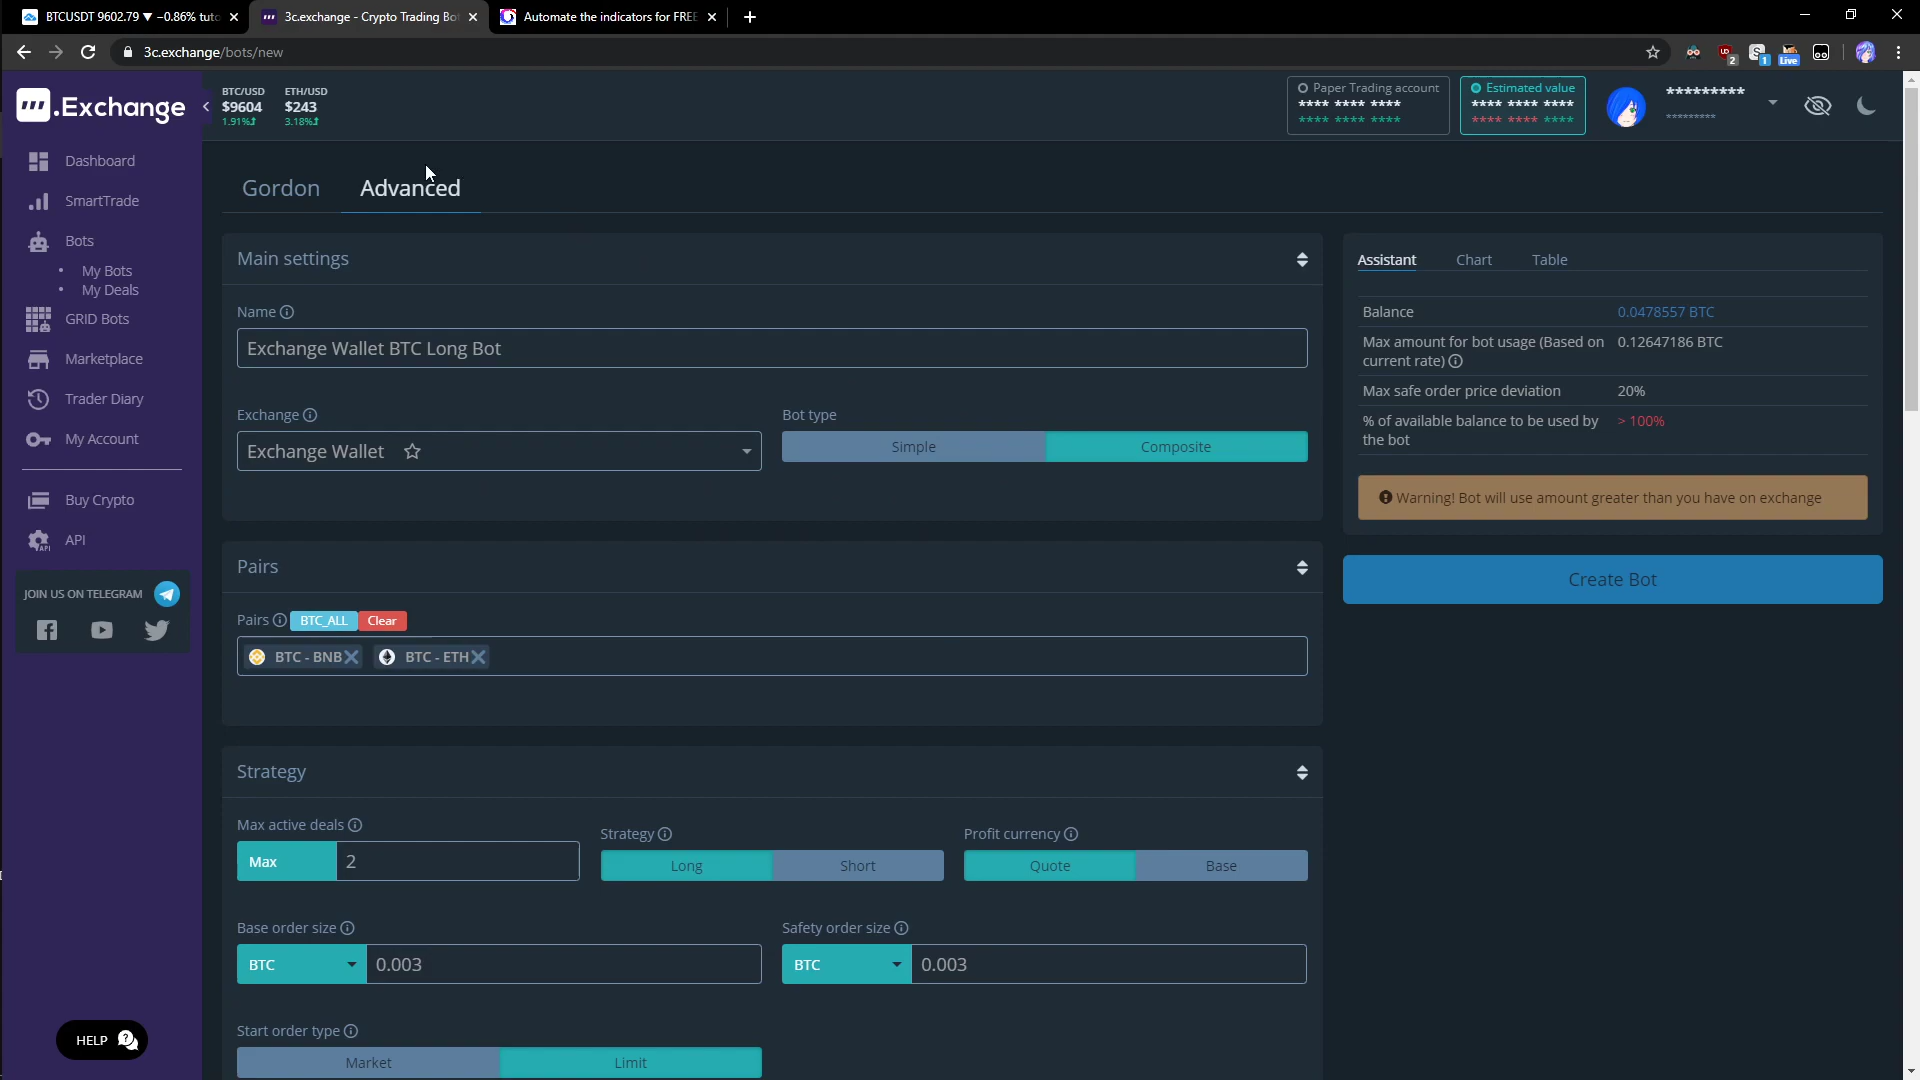 BTCUSDT 9602.79 ▼ −0.86% tuto
3c.exchange - Crypto Trading Bot
Automate the indicators for FREE
3c.exchange/bots/new
2
1
Live
.Exchange
BTC/USD
$9604
1.91%
ETH/USD
$243
3.18%
Paper Trading account
**** **** ****
**** **** ****
Estimated value
**** **** ****
**** **** ****
*********
*********
Dashboard
SmartTrade
Bots
• My Bots
• My Deals
GRID Bots
Marketplace
Trader Diary
My Account
Buy Crypto
API
JOIN US ON TELEGRAM
HELP
Gordon
Advanced
Main settings
Name
Exchange Wallet BTC Long Bot
Exchange
Bot type
Exchange Wallet
Simple
Composite
Pairs
Pairs
BTC_ALL
Clear
BTC - BNB
BTC - ETH
Strategy
Max active deals
Strategy
Profit currency
Max
2
Long
Short
Quote
Base
Base order size
Safety order size
BTC
0.003
BTC
0.003
Start order type
Market
Limit
Assistant
Chart
Table
Balance
0.0478557 BTC
Max amount for bot usage (Based on
current rate)
0.12647186 BTC
Max safe order price deviation
20%
% of available balance to be used by
the bot
> 100%
Warning! Bot will use amount greater than you have on exchange
Create Bot